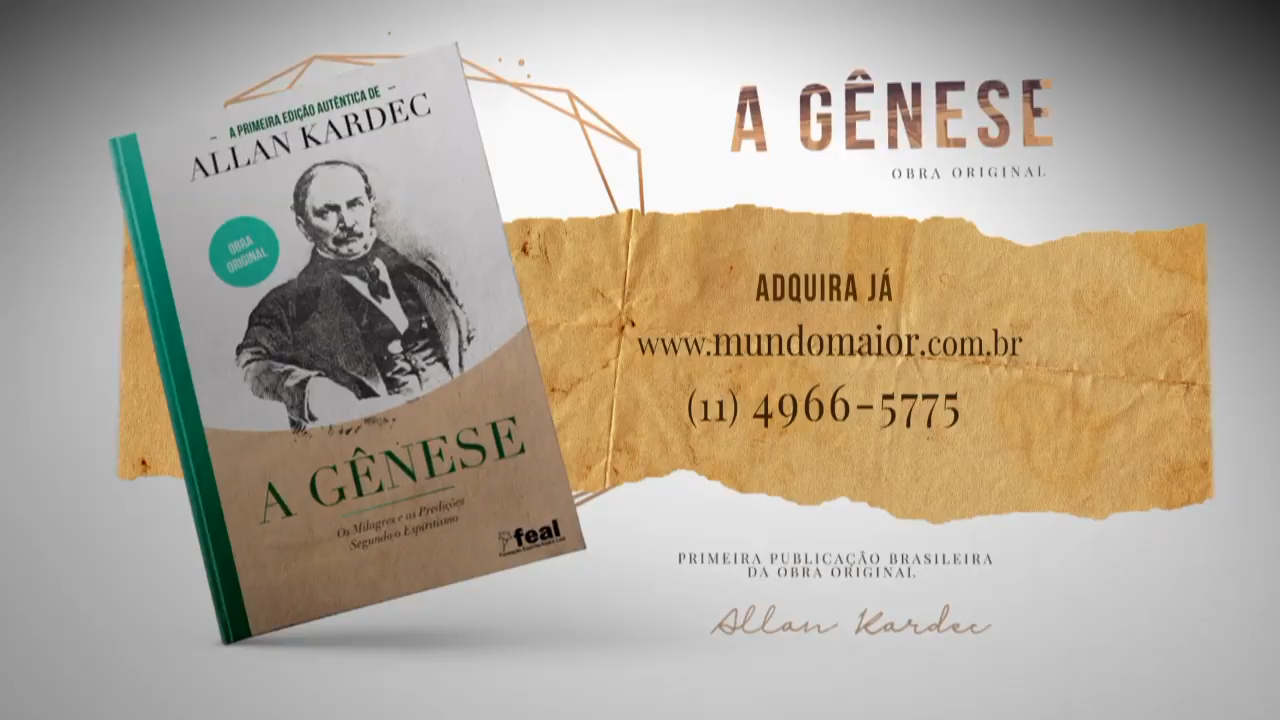 A PRIMEIRA EDIÇÃO AUTÊNTICA DE
ALLAN KARDEC
OBRA
ORIGINAL
A GÊNESE
Os Milagres e as Predições
Segundo o Espiritismo
feal
A GÊNESE
OBRA ORIGINAL
ADQUIRA JÁ
www.mundomaior.com.br
(11) 4966-5775
PRIMEIRA PUBLICAÇÃO BRASILEIRA
DA OBRA ORIGINAL
Allan Kardec